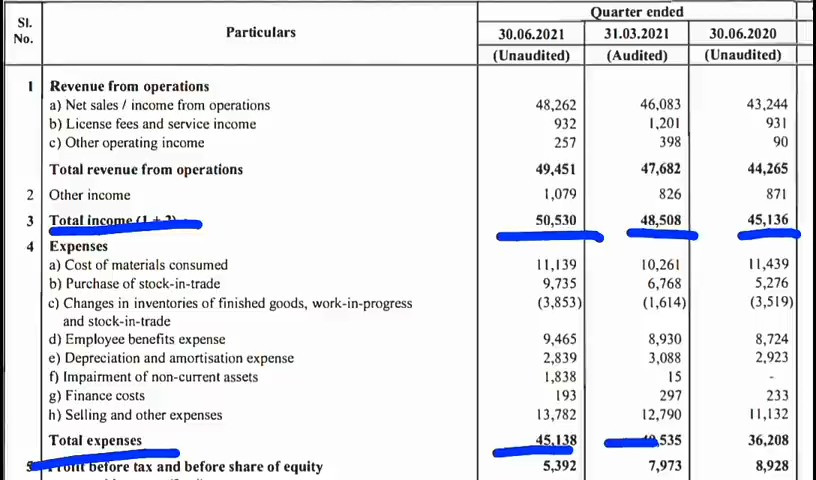 Sl. No. Particulars Quarter ended
30.06.2021 31.03.2021 30.06.2020
(Unaudited) (Audited) (Unaudited)
1 Revenue from operations
a) Net sales / income from operations 48,262 46,083 43,244
b) License fees and service income 932 1,201 931
c) Other operating income 257 398 90
Total revenue from operations 49,451 47,682 44,265
2 Other income 1,079 826 871
3 Total income (1 + 2) 50,530 48,508 45,136
4 Expenses
a) Cost of materials consumed 11,139 10,261 11,439
b) Purchase of stock-in-trade 9,735 6,768 5,276
c) Changes in inventories of finished goods, work-in-progress (3,853) (1,614) (3,519)
and stock-in-trade
d) Employee benefits expense 9,465 8,930 8,724
e) Depreciation and amortisation expense 2,839 3,088 2,923
f) Impairment of non-current assets 1,838 15 -
g) Finance costs 193 297 233
h) Selling and other expenses 13,782 12,790 11,132
Total expenses 45,138 40,535 36,208
5 Profit before tax and before share of equity 5,392 7,973 8,928